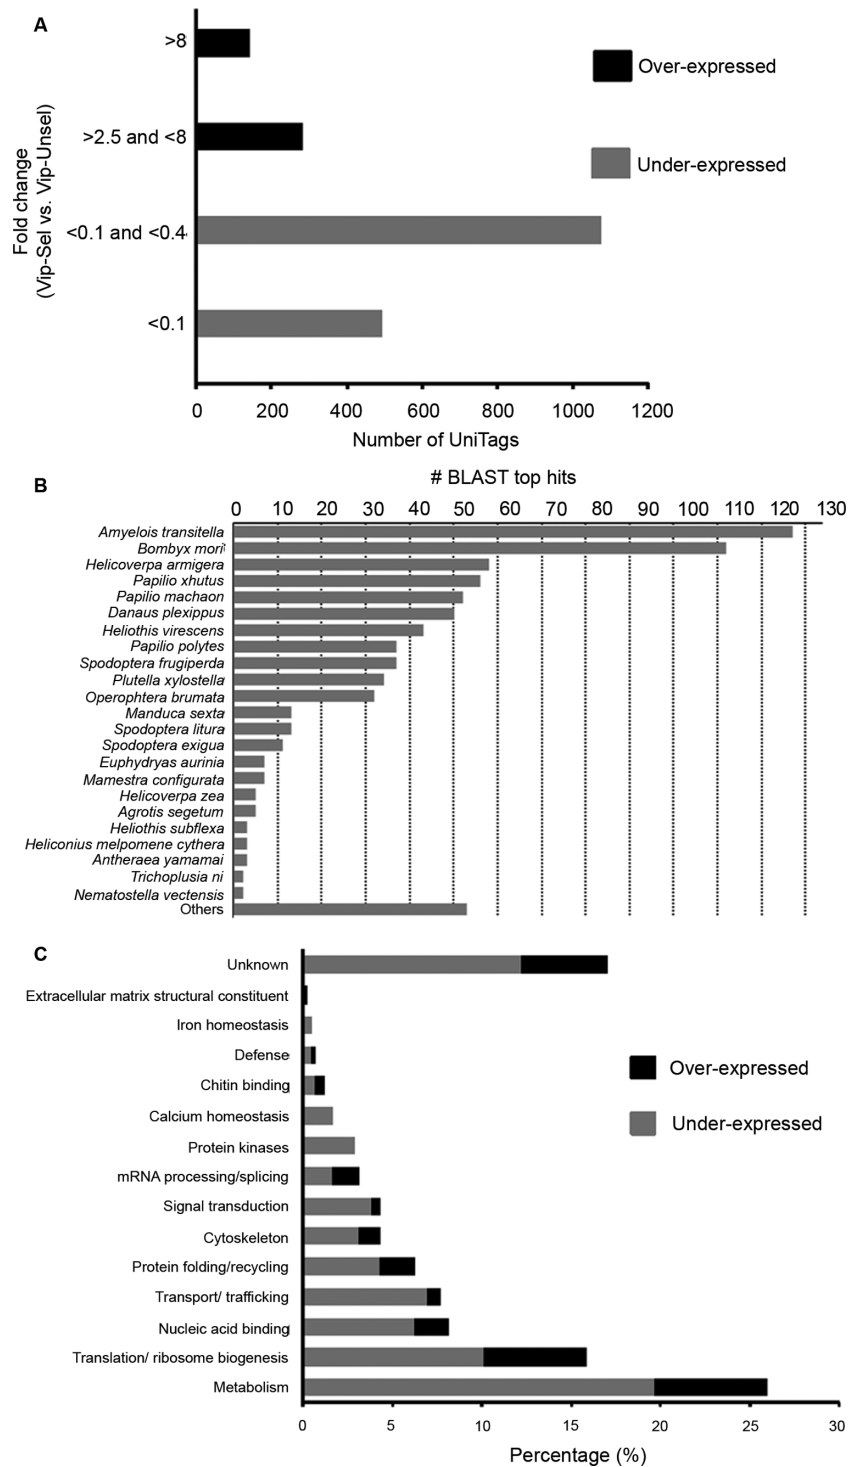 A
>8
>2.5 and <8
<0.1 and <0.4
<0.1
Fold change
(Vip-Sel vs. Vip-Unsel)
Over-expressed
Under-expressed
0 200 400 600 800 1000 1200
Number of UniTags
B
# BLAST top hits
0 10 20 30 40 50 60 70 80 90 100 110 120 130
Amyelois transitella
Bombyx mori
Helicoverpa armigera
Papilio xhutus
Papilio machaon
Danaus plexippus
Heliothis virescens
Papilio polytes
Spodoptera frugiperda
Plutella xylostella
Operophtera brumata
Manduca sexta
Spodoptera litura
Spodoptera exigua
Euphydryas aurinia
Mamestra configurata
Helicoverpa zea
Agrotis segetum
Heliothis subflexa
Heliconius melpomene cythera
Antheraea yamamai
Trichoplusia ni
Nematostella vectensis
Others
C
Unknown
Extracellular matrix structural constituent
Iron homeostasis
Defense
Chitin binding
Calcium homeostasis
Protein kinases
mRNA processing/splicing
Signal transduction
Cytoskeleton
Protein folding/recycling
Transport/ trafficking
Nucleic acid binding
Translation/ ribosome biogenesis
Metabolism
Over-expressed
Under-expressed
0 5 10 15 20 25 30
Percentage (%)